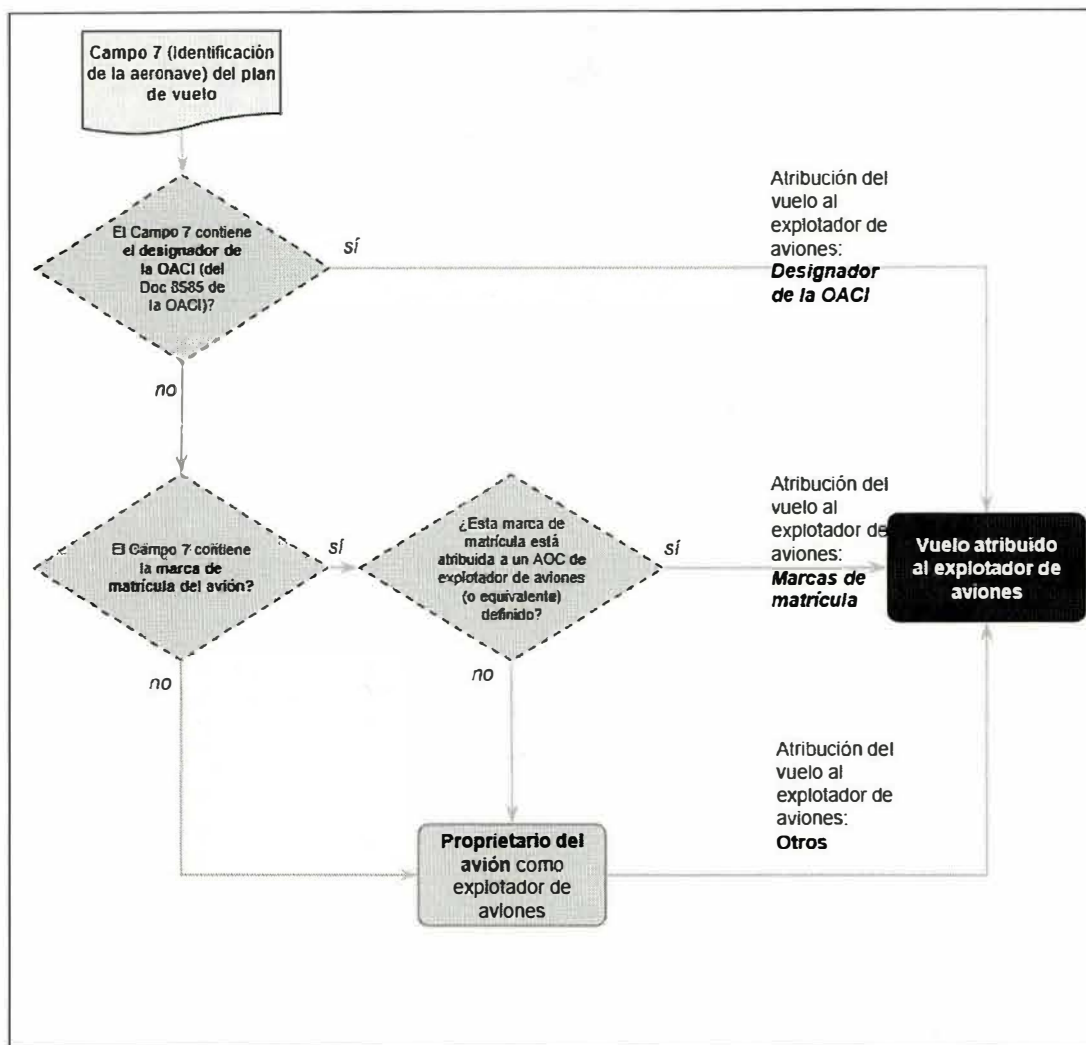 Campo 7 (Identificación
de la aeronave) del plan
de vuelo
El Campo 7 contiene
el designador de
la OACI (del
Doc 8585 de
la OACI)?
sí
Atribución del
vuelo al
explotador de
aviones:
Designador
de la OACI
no
El Campo 7 contiene
la marca de
matrícula del avión?
sí
¿Esta marca de
matrícula está
atribuida a un AOC de
explotador de aviones
(o equivalente)
definido?
sí
Atribución del
vuelo al
explotador de
aviones:
Marcas de
matrícula
Vuelo atribuido
al explotador de
aviones
no
no
Atribución del
vuelo al
explotador de
aviones:
Otros
Proprietario del
avión como
explotador de
aviones